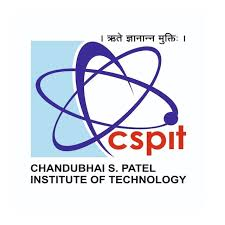 । ऋते ज्ञानान्न मुक्तिः ।
cspit
CHANDUBHAI S. PATEL
INSTITUTE OF TECHNOLOGY